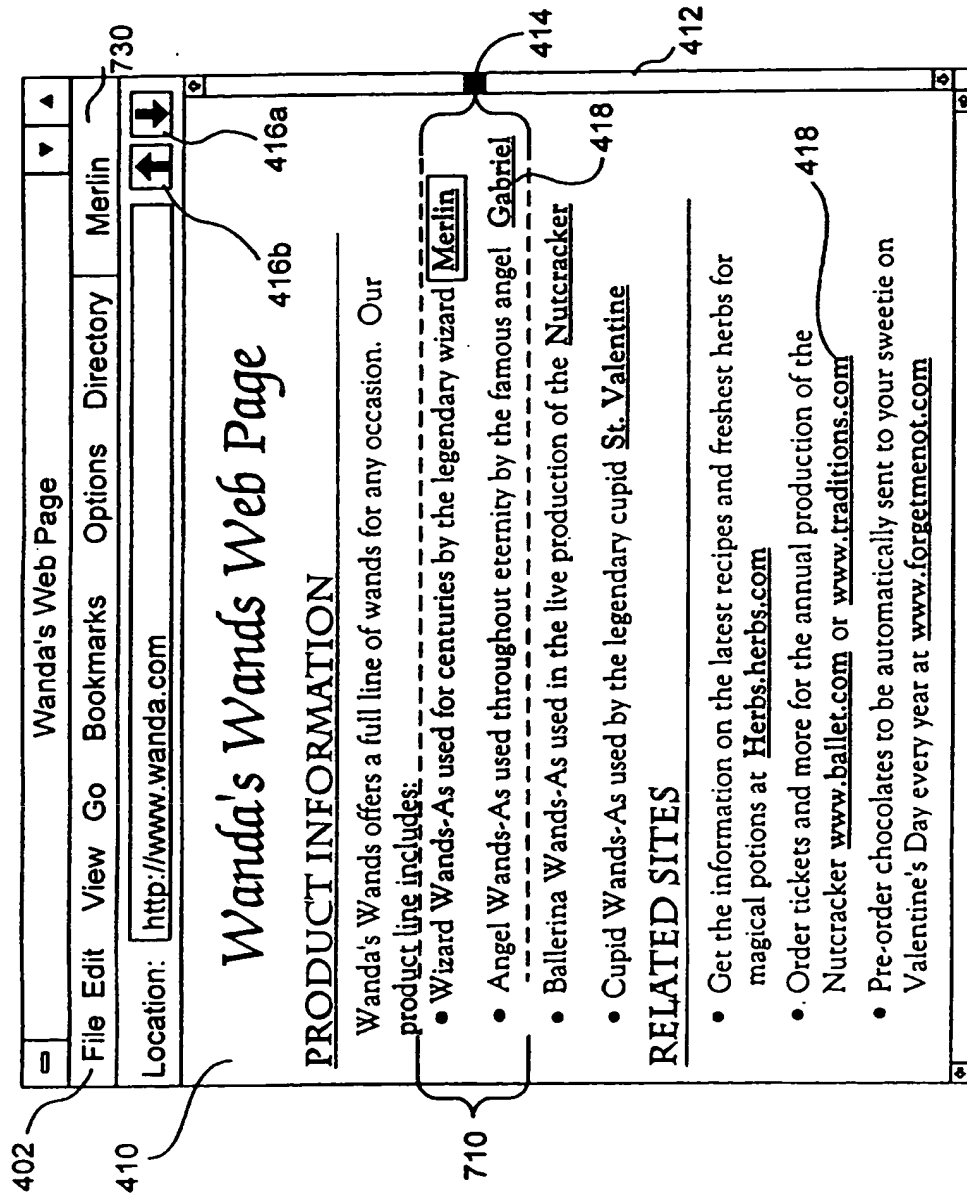 Wanda's Web Page
File Edit View Go Bookmarks Options Directory Merlin
Location: http://www.wanda.com
Wanda's Wands Web Page
PRODUCT INFORMATION
Wanda's Wands offers a full line of wands for any occasion. Our
product line includes:
• Wizard Wands-As used for centuries by the legendary wizard Merlin
• Angel Wands-As used throughout eternity by the famous angel Gabriel
• Ballerina Wands-As used in the live production of the Nutcracker
• Cupid Wands-As used by the legendary cupid St. Valentine
RELATED SITES
• Get the information on the latest recipes and freshest herbs for
magical potions at Herbs.herbs.com
• Order tickets and more for the annual production of the
Nutcracker www.ballet.com or www.traditions.com
• Pre-order chocolates to be automatically sent to your sweetie on
Valentine's Day every year at www.forgetmenot.com
402
410
710
730
416a
416b
414
412
418
418